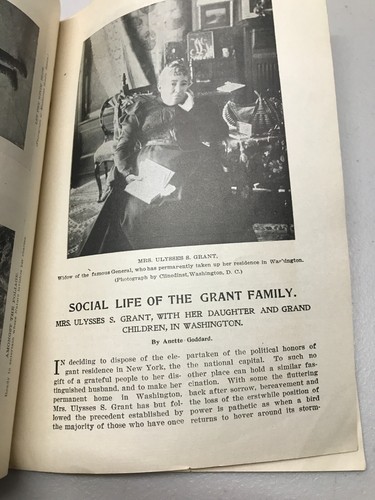 MRS. ULYSSES S. GRANT,
Widow of the famous General, who has permanently taken up her residence in Washington.
(Photograph by Clinedinst, Washington, D. C.)
SOCIAL LIFE OF THE GRANT FAMILY.
MRS. ULYSSES S. GRANT, WITH HER DAUGHTER AND GRAND
CHILDREN, IN WASHINGTON.
By Anette Goddard.
IN deciding to dispose of the ele-
gant residence in New York, the
gift of a grateful people to her dis-
tinguished husband, and to make her
permanent home in Washington,
Mrs. Ulysses S. Grant has but fol-
lowed the precedent established by
the majority of those who have once
partaken of the political honors of
the national capital. To such no
other place can hold a similar fas-
cination. With some the fluttering
back after sorrow, bereavement and
the loss of the erstwhile position of
power is pathetic as when a bird
returns to hover around its storm-